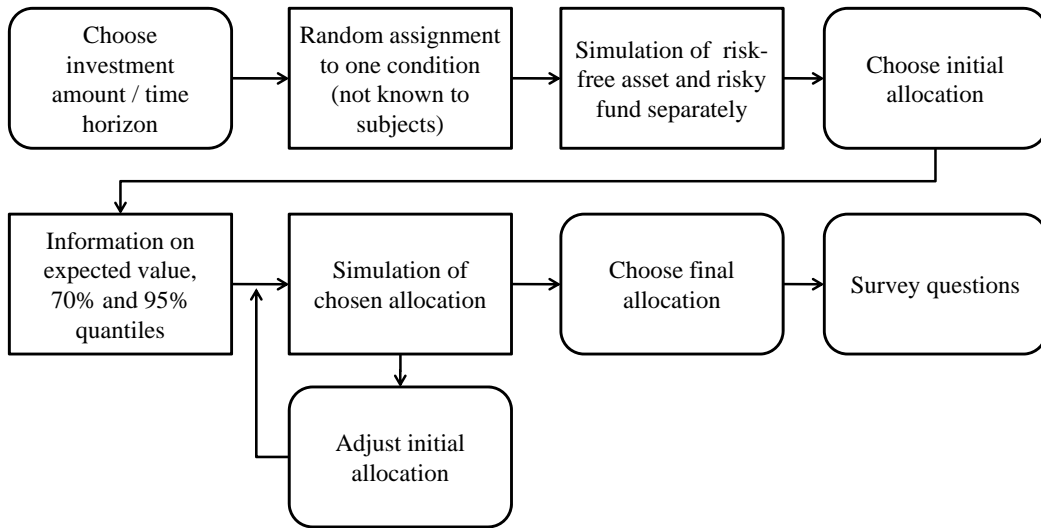 Choose
investment
amount / time
horizon
Random assignment
to one condition
(not known to
subjects)
Simulation of risk-
free asset and risky
fund separately
Choose initial
allocation
Information on
expected value,
70% and 95%
quantiles
Simulation of
chosen allocation
Choose final
allocation
Survey questions
Adjust initial
allocation